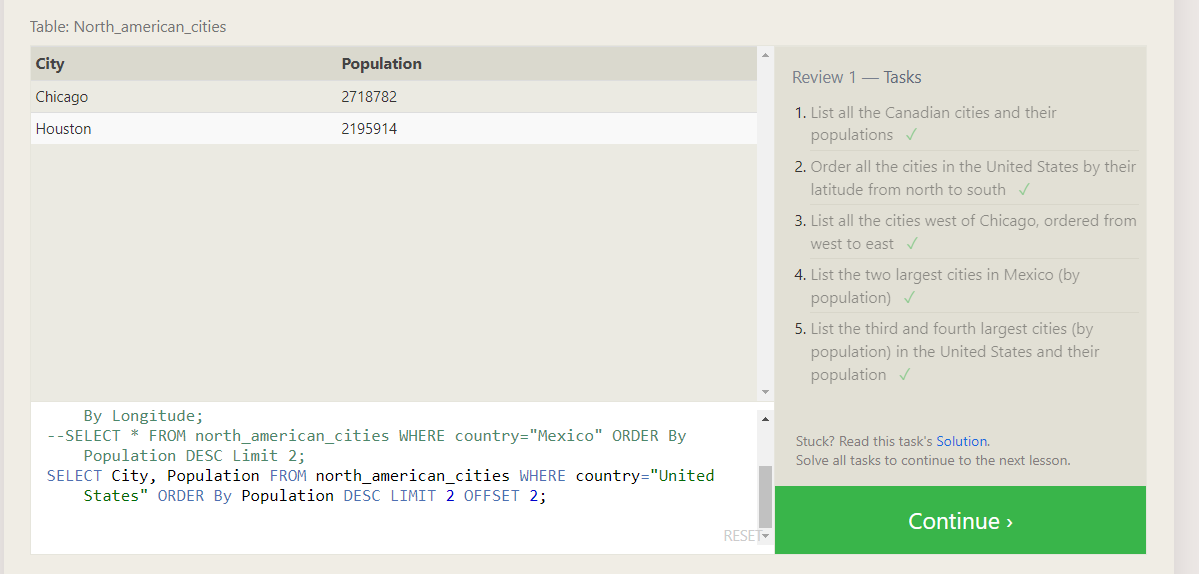 Table: North_american_cities
City Population
Chicago 2718782
Houston 2195914
By Longitude;
--SELECT * FROM north_american_cities WHERE country="Mexico" ORDER By
Population DESC Limit 2;
SELECT City, Population FROM north_american_cities WHERE country="United
States" ORDER By Population DESC LIMIT 2 OFFSET 2;
RESET
Review 1 — Tasks
1. List all the Canadian cities and their
populations ✓
2. Order all the cities in the United States by their
latitude from north to south ✓
3. List all the cities west of Chicago, ordered from
west to east ✓
4. List the two largest cities in Mexico (by
population) ✓
5. List the third and fourth largest cities (by
population) in the United States and their
population ✓
Stuck? Read this task's Solution.
Solve all tasks to continue to the next lesson.
Continue ›